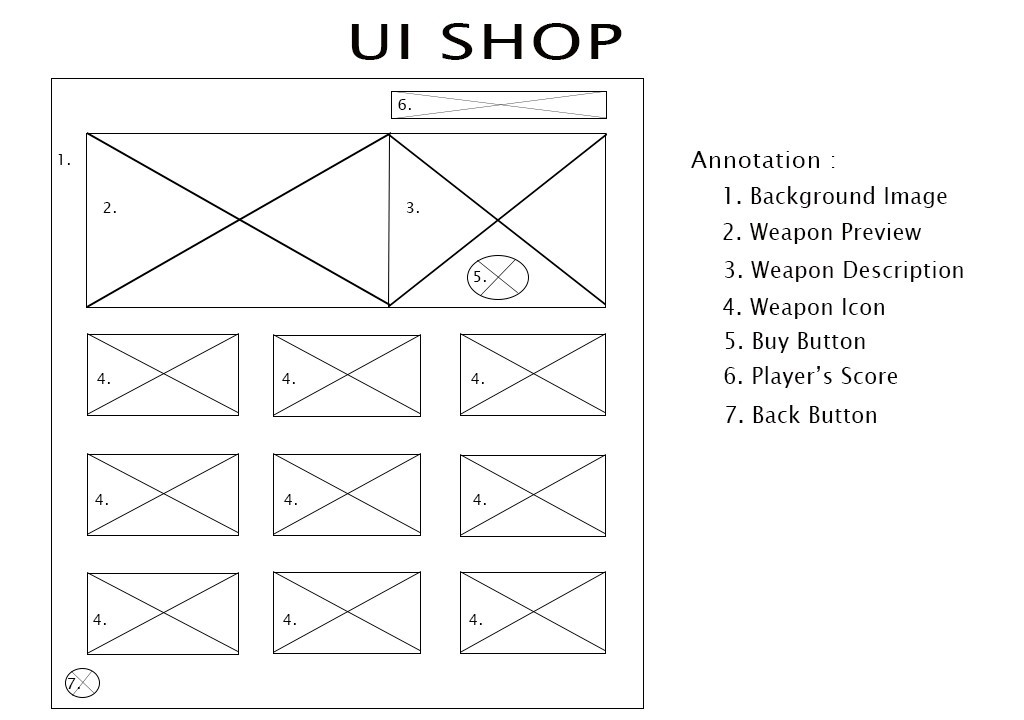 UI SHOP
6.
1.
2.
3.
5.
4.
4.
4.
4.
4.
4.
4.
4.
4.
7.
Annotation :
1. Background Image
2. Weapon Preview
3. Weapon Description
4. Weapon Icon
5. Buy Button
6. Player’s Score
7. Back Button